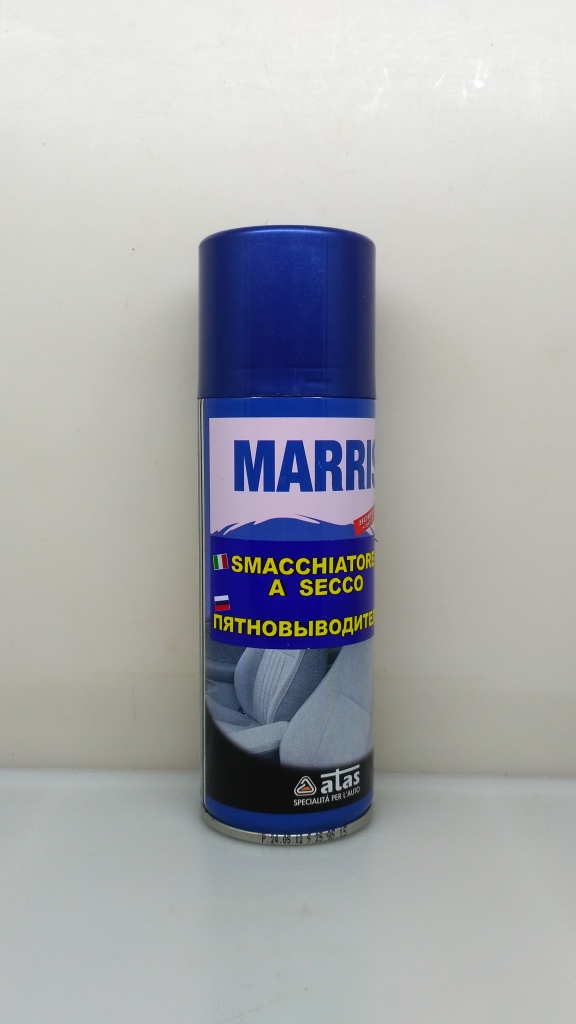 MARRIS
SMACCHIATORE
A SECCO
ПЯТНОВЫВОДИТЕ
atas
SPECIALITÀ PER L'AUTO